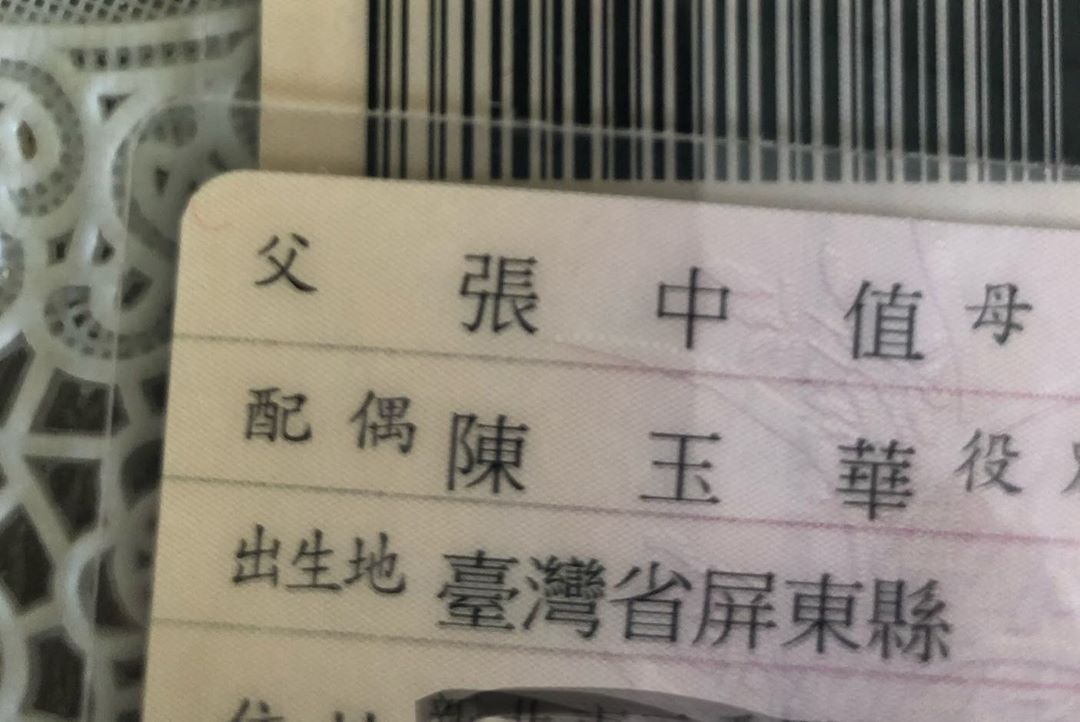 父 張中值 母
配偶 陳玉華 役
出生地 臺灣省屏東縣